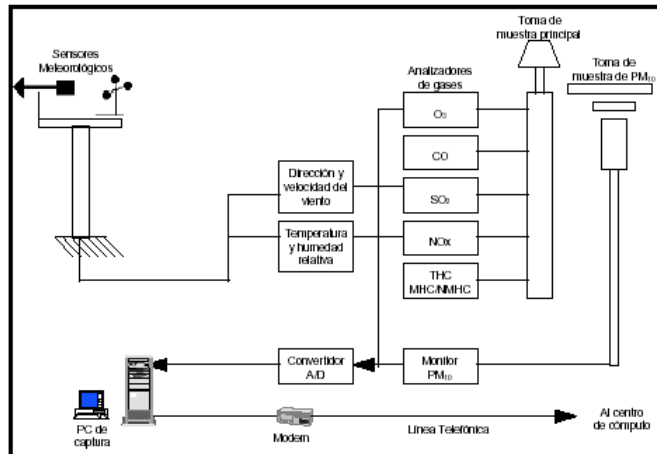 Toma de
muestra principal
Sensores
Meteorológicos
Analizadores
de gases
Toma de
muestra de PM₁₀
O₃
CO
Dirección y
velocidad del
viento
SO₂
Temperatura
y humedad
relativa
NOx
THC
MHC/NMHC
Convertidor
A/D
Monitor
PM₁₀
PC de
captura
Modem
Línea Telefónica
Al centro
de cómputo